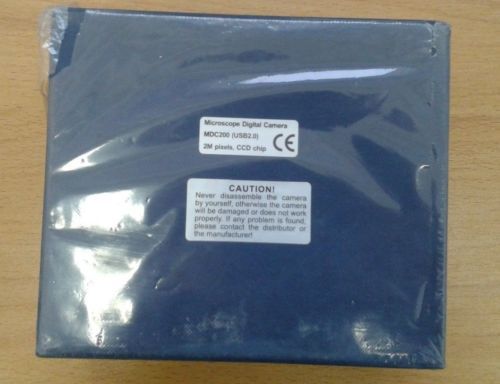 Microscope Digital Camera
MDC200 (USB2.0)
2M pixels, CCD chip CE
CAUTION!
Never disassemble the camera
by yourself, otherwise the camera
will be damaged or does not work
properly. If any problem is found,
please contact the distributor or
the manufacturer!